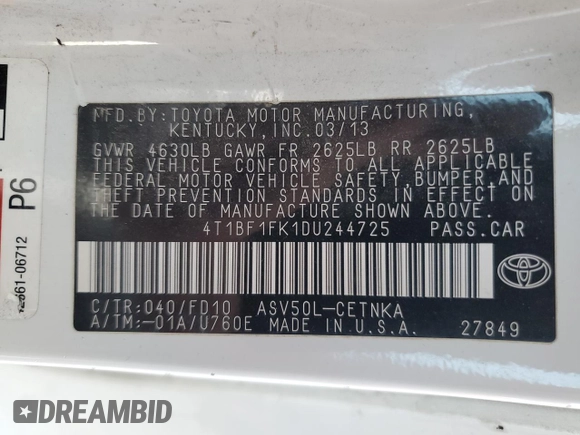 MFD. BY: TOYOTA MOTOR MANUFACTURING,
KENTUCKY, INC. 03/13
GVWR 4630LB GAWR FR 2625LB RR 2625LB
THIS VEHICLE CONFORMS TO ALL APPLICABLE
FEDERAL MOTOR VEHICLE SAFETY, BUMPER, AND
THEFT PREVENTION STANDARDS IN EFFECT ON
THE DATE OF MANUFACTURE SHOWN ABOVE.
4T1BF1FK1DU244725 PASS.CAR
C/TR: 040/FD10 ASV50L-CETNKA
A/TM: -01A/U760E MADE IN U.S.A. 27849
TOYOTA
P6
-06712
DREAMBID